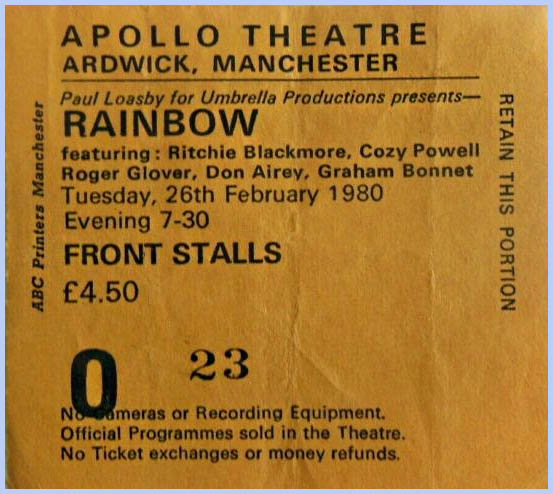 APOLLO THEATRE
ARDWICK, MANCHESTER
Paul Loasby for Umbrella Productions presents—
RAINBOW
featuring: Ritchie Blackmore, Cozy Powell
Roger Glover, Don Airey, Graham Bonnet
Tuesday, 26th February 1980
Evening 7-30
FRONT STALLS
£4.50
O 23
No Cameras or Recording Equipment.
Official Programmes sold in the Theatre.
No Ticket exchanges or money refunds.
ABC Printers Manchester
RETAIN THIS PORTION